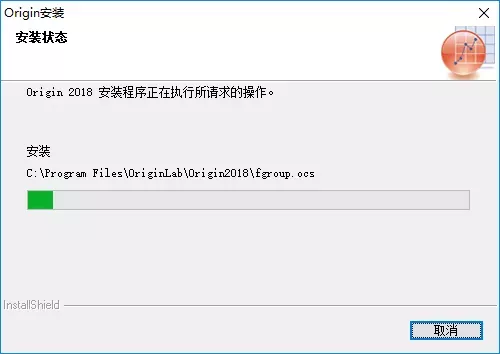 Origin安装
安装状态
Origin 2018 安装程序正在执行所请求的操作。
安装
C:\Program Files\OriginLab\Origin2018\fgroup.ocs
InstallShield
取消